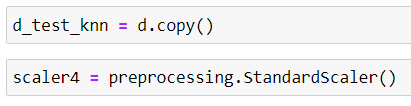 d_test_knn = d.copy()
scaler4 = preprocessing.StandardScaler()